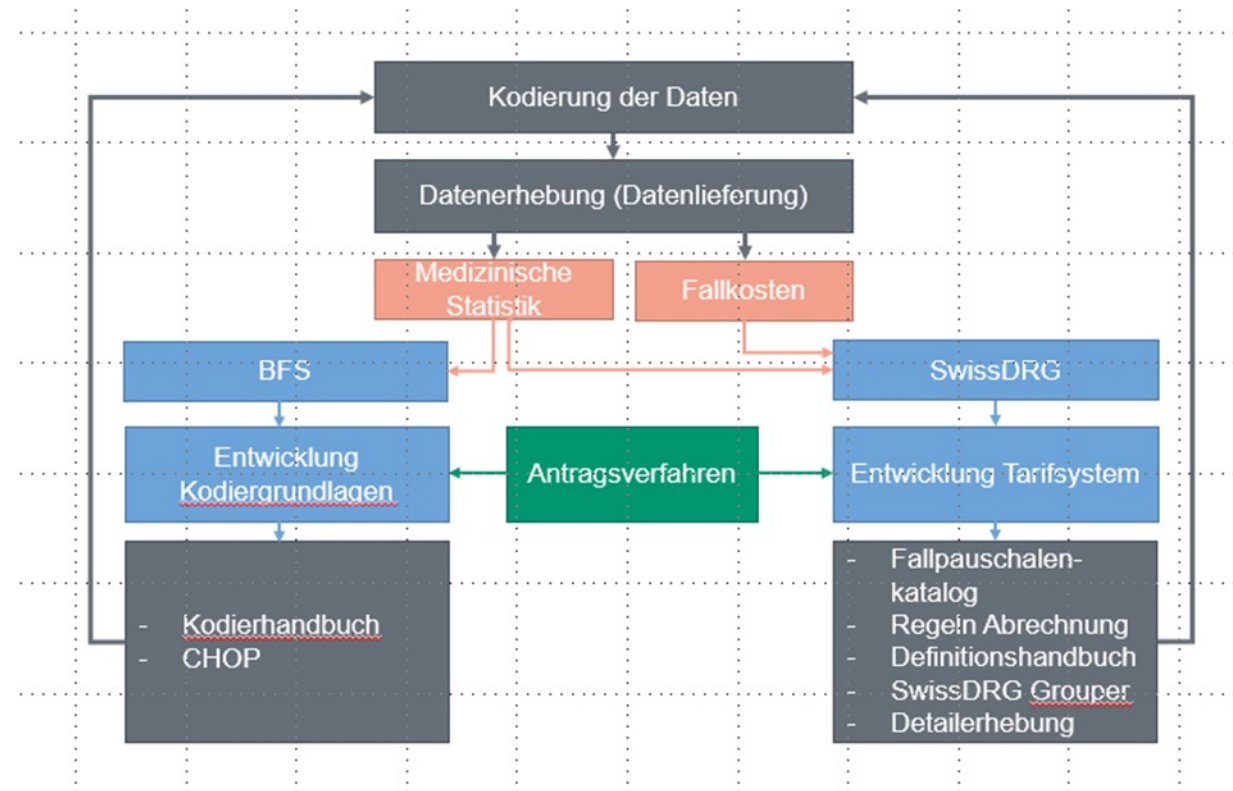 Kodierung der Daten
Datenerhebung (Datenlieferung)
Medizinische
Statistik
Fallkosten
BFS
SwissDRG
Entwicklung
Kodiergrundlagen
Antragsverfahren
Entwicklung Tarifsystem
- Kodierhandbuch
- CHOP
- Fallpauschalen-
katalog
- Regeln Abrechnung
- Definitionshandbuch
- SwissDRG Grouper
- Detailerhebung